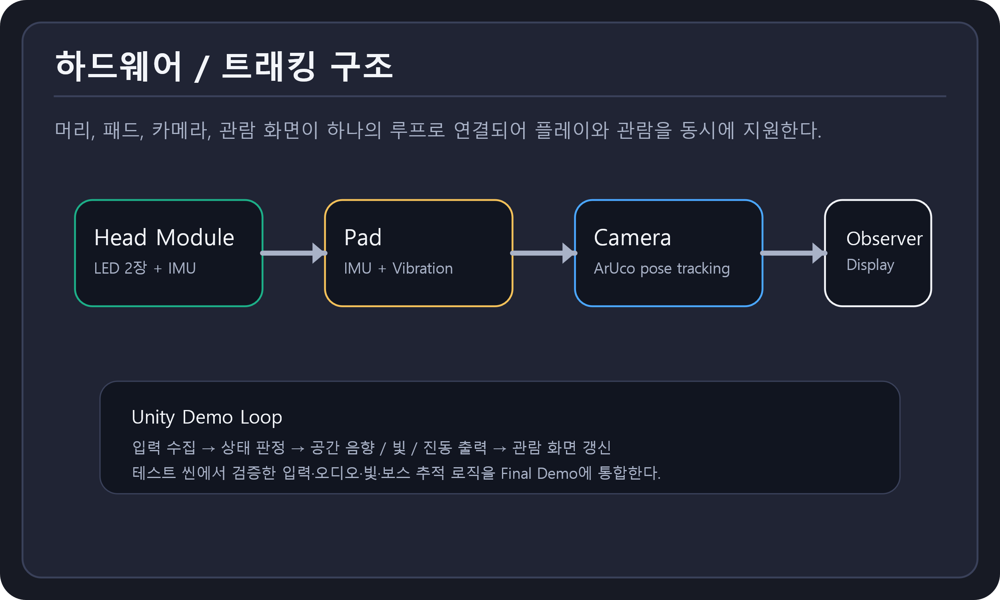 하드웨어 / 트래킹 구조
머리, 패드, 카메라, 관람 화면이 하나의 루프로 연결되어 플레이와 관람을 동시에 지원한다.
Head Module
LED 2장 + IMU
Pad
IMU + Vibration
Camera
ArUco pose tracking
Observer
Display
Unity Demo Loop
입력 수집 → 상태 판정 → 공간 음향 / 빛 / 진동 출력 → 관람 화면 갱신
테스트 씬에서 검증한 입력·오디오·빛·보스 추적 로직을 Final Demo에 통합한다.